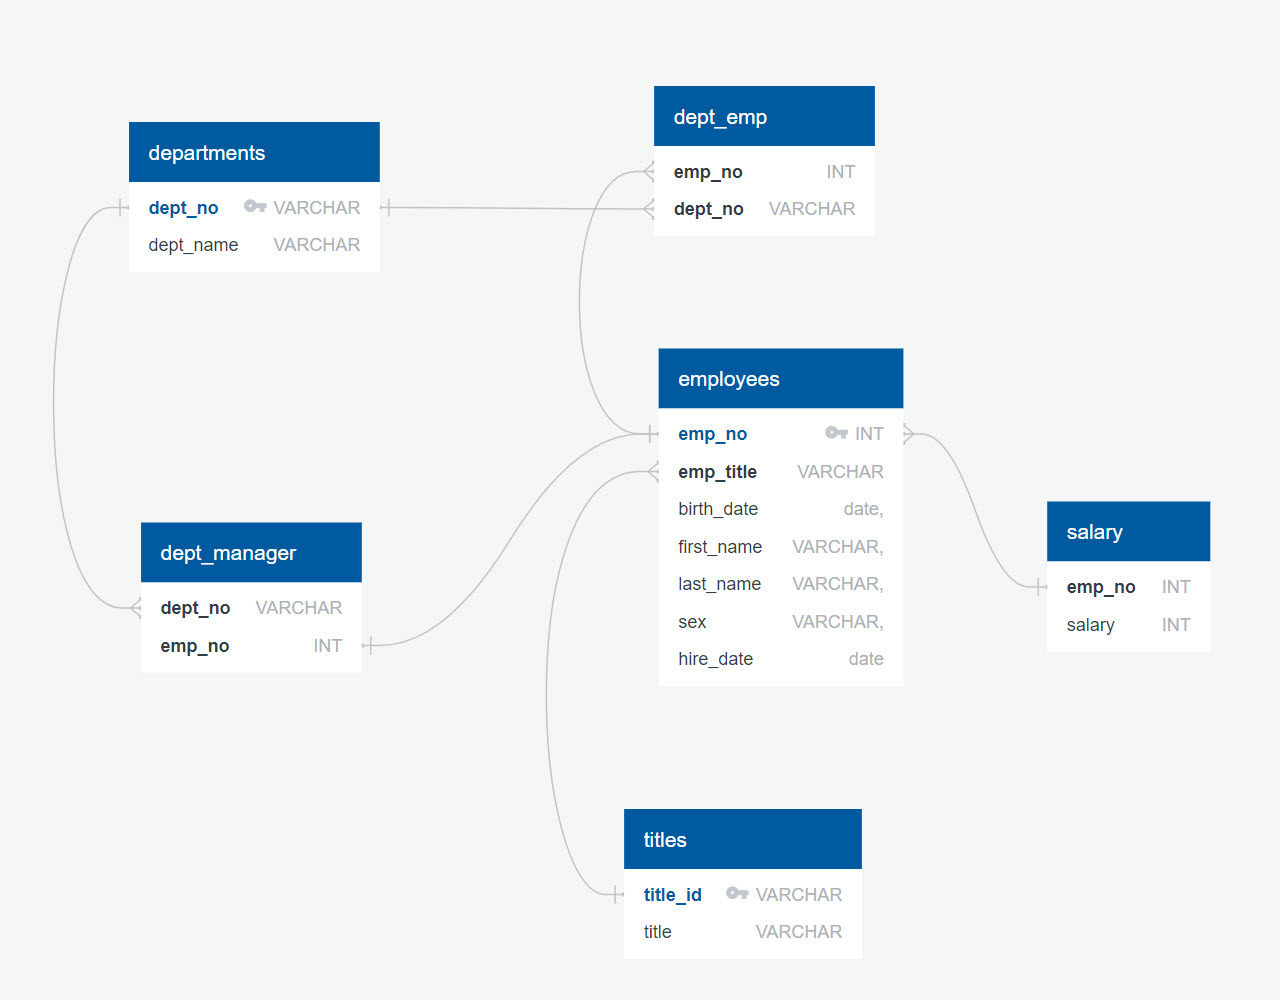 departments
dept_no VARCHAR
dept_name VARCHAR
dept_emp
emp_no INT
dept_no VARCHAR
employees
emp_no INT
emp_title VARCHAR
birth_date date,
first_name VARCHAR,
last_name VARCHAR,
sex VARCHAR,
hire_date date
salary
emp_no INT
salary INT
dept_manager
dept_no VARCHAR
emp_no INT
titles
title_id VARCHAR
title VARCHAR